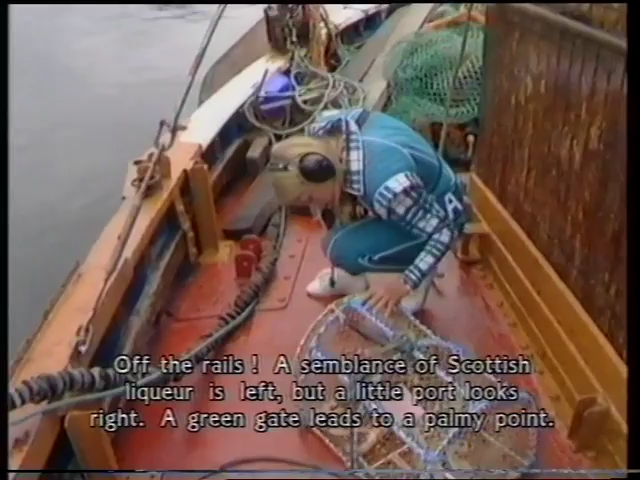 Off the rails! A semblance of Scottish
liqueur is left, but a little port looks
right. A green gate leads to a palmy point.